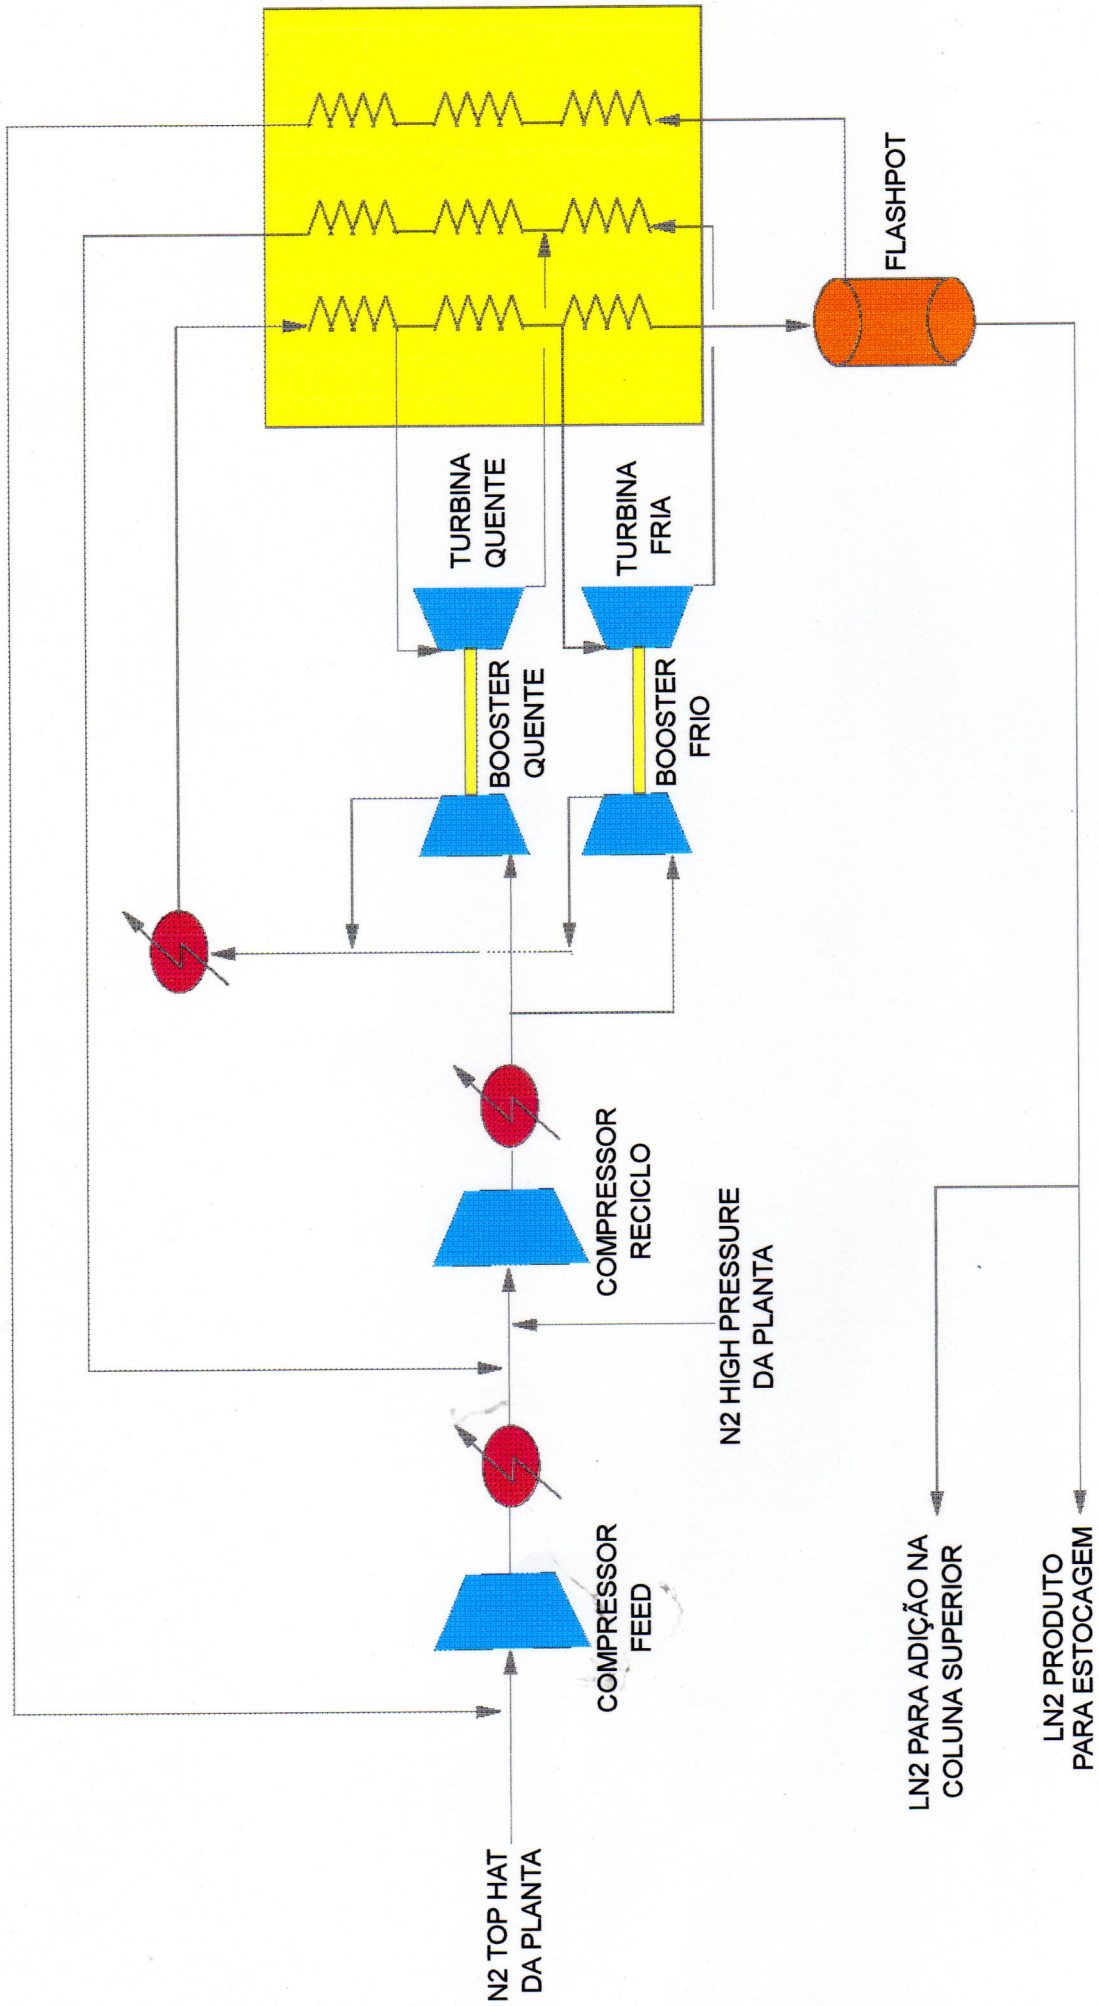 N2 TOP HAT
DA PLANTA
COMPRESSOR
FEED
N2 HIGH PRESSURE
DA PLANTA
COMPRESSOR
RECICLO
BOOSTER
QUENTE
TURBINA
QUENTE
BOOSTER
FRIO
TURBINA
FRIA
FLASHPOT
LN2 PARA ADIÇÃO NA
COLUNA SUPERIOR
LN2 PRODUTO
PARA ESTOCAGEM